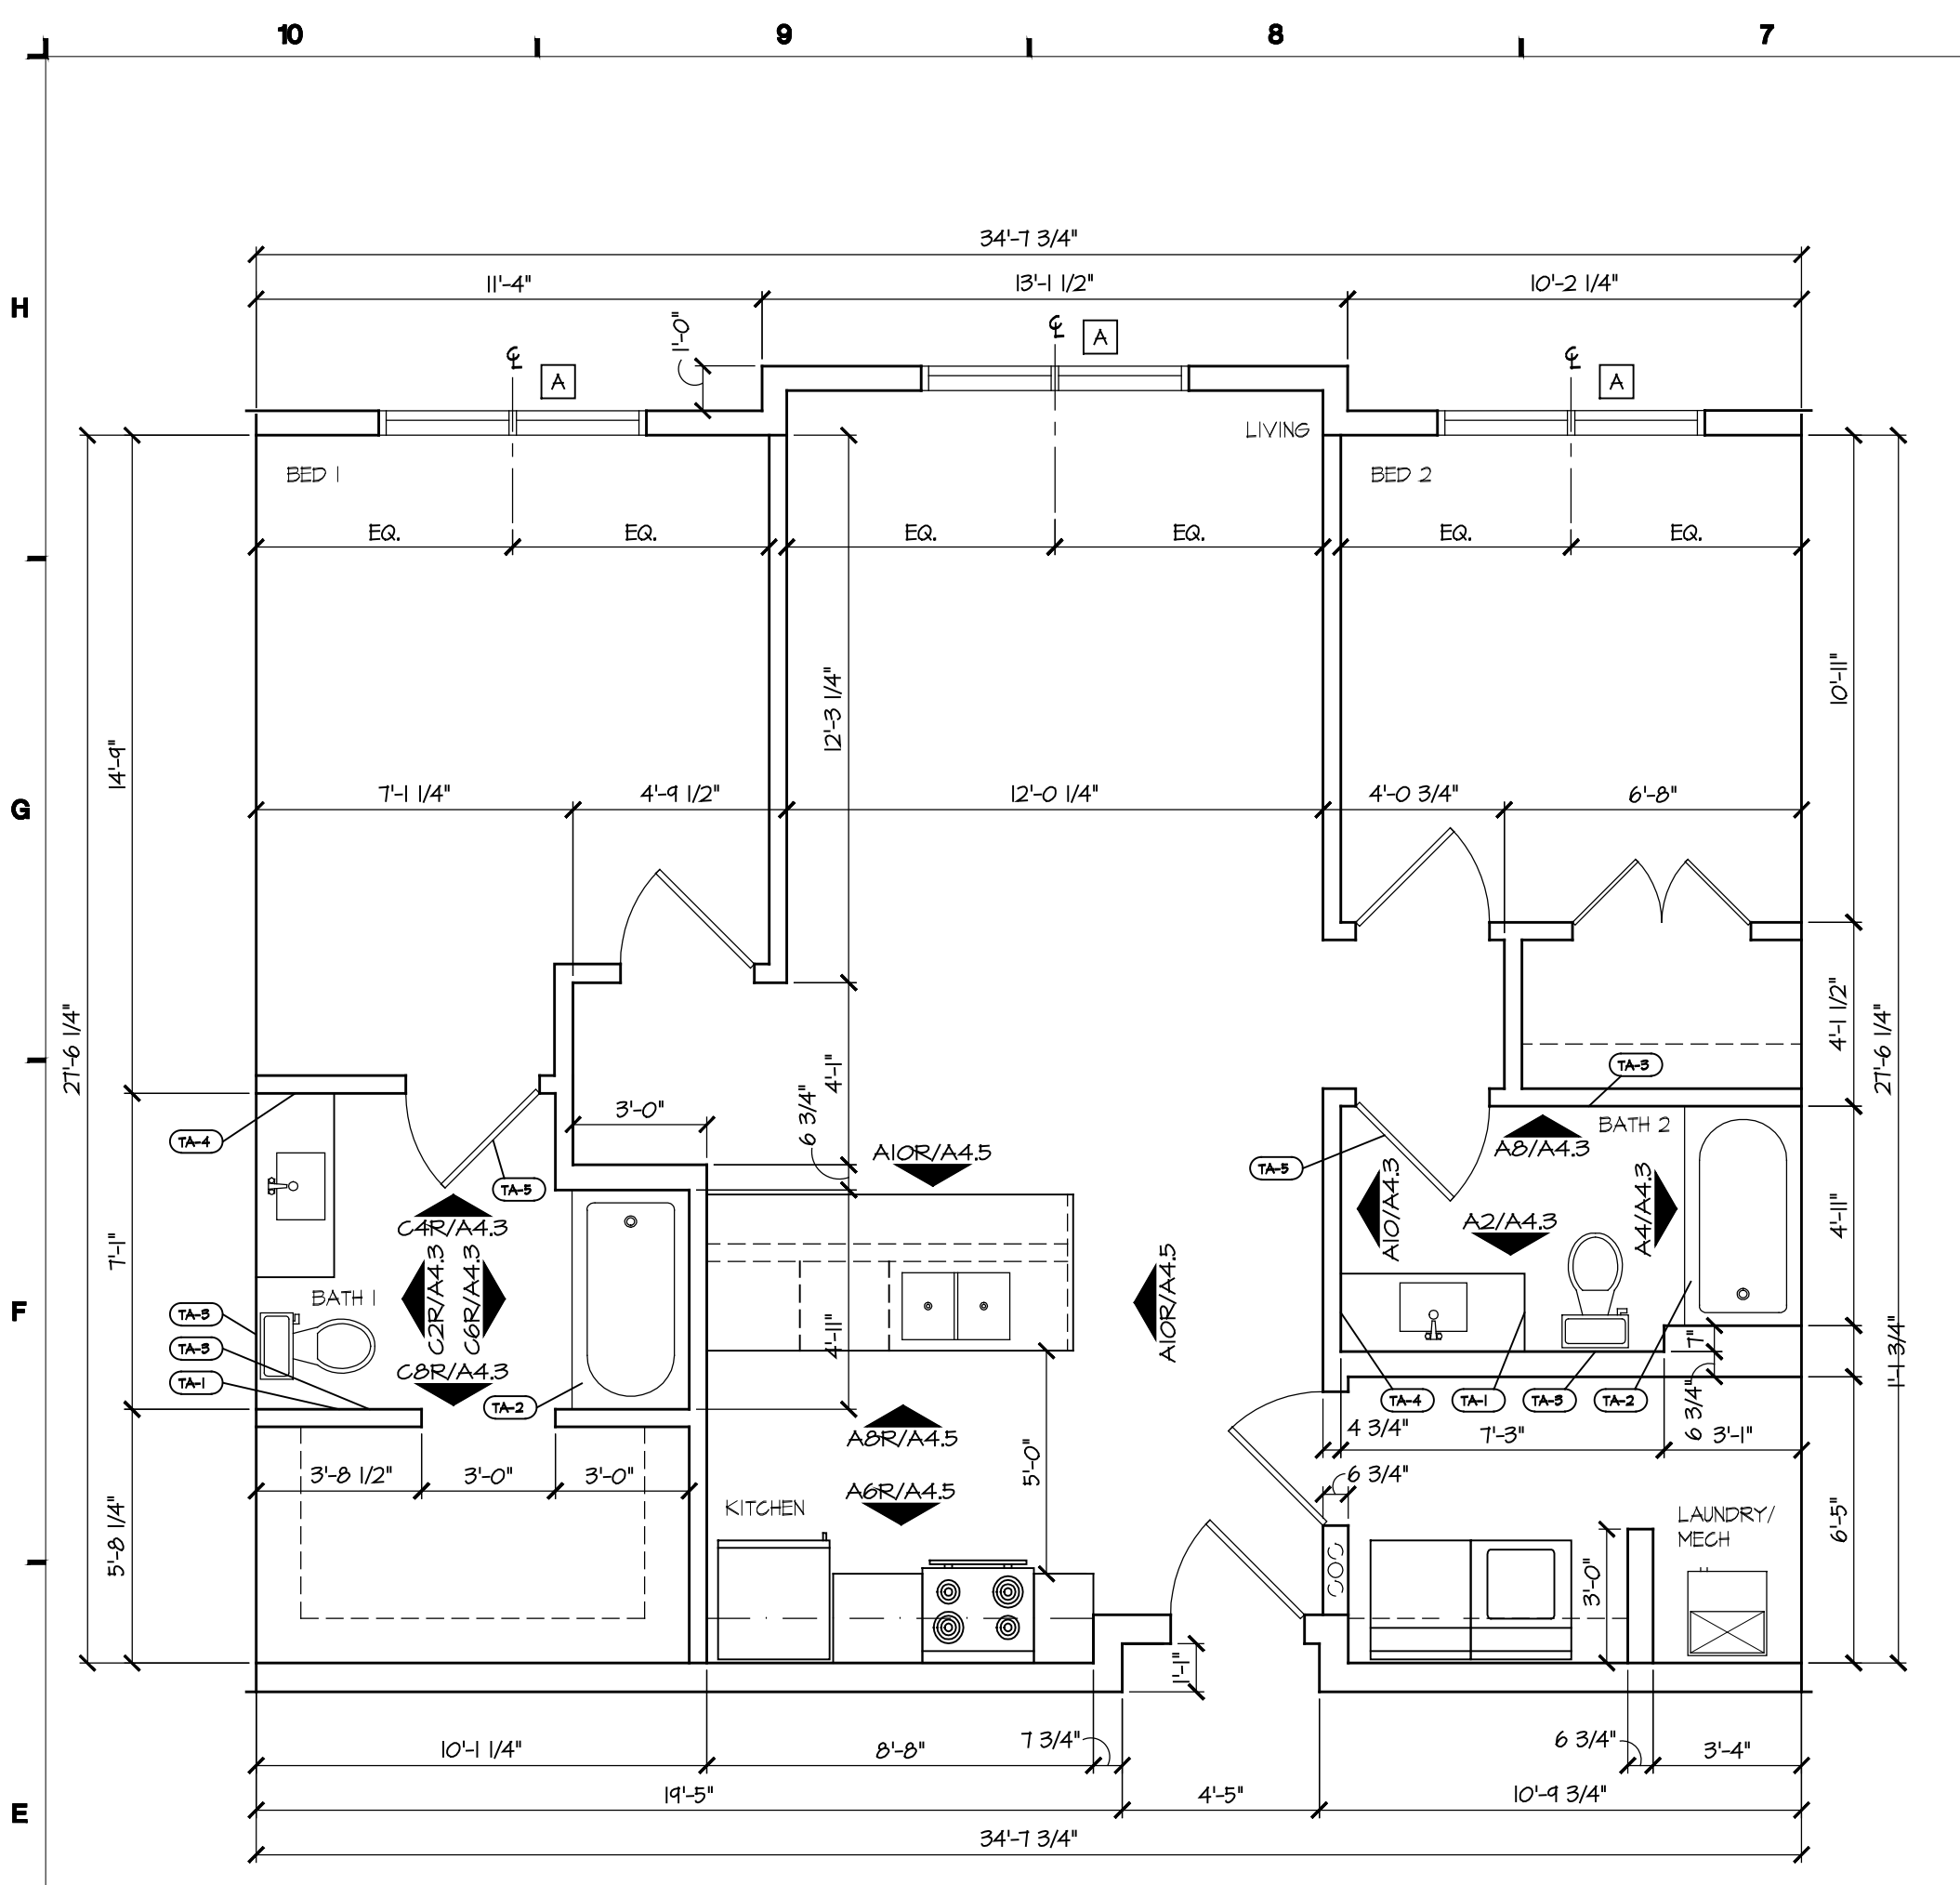 10 9 8 7
34'-7 3/4"
11'-4" 13'-1 1/2" 10'-2 1/4"
H
1'-0"
℄ A
℄ A
℄ A
LIVING
BED 1
BED 2
EQ. EQ. EQ. EQ. EQ. EQ.
12'-3 1/4"
10'-11"
14'-9"
7'-1 1/4" 4'-9 1/2" 12'-0 1/4" 4'-0 3/4" 6'-8"
G
27'-6 1/4"
4'-1"
4'-1 1/2"
27'-6 1/4"
TA-3
3'-0"
6 3/4"
TA-4
BATH 2
A10R/A4.5
A8/A4.3
TA-5
TA-5
A10/A4.3
A4/A4.3
C4R/A4.3
A2/A4.3
4'-11"
7'-1"
C2R/A4.3
C6R/A4.3
A10R/A4.5
BATH 1
F
TA-3
TA-3
4'-11"
7"
1'-1 3/4"
C8R/A4.3
TA-1
TA-2
TA-4 TA-1 TA-3 TA-2
6 3/4"
4 3/4" 7'-3" 3'-1"
A8R/A4.5
5'-0"
3'-8 1/2" 3'-0" 3'-0"
6 3/4"
A6R/A4.5
KITCHEN
LAUNDRY/
MECH
6'-5"
5'-8 1/4"
3'-0"
1'-1"
10'-1 1/4" 8'-8" 7 3/4" 6 3/4" 3'-4"
19'-5" 4'-5" 10'-9 3/4"
E
34'-7 3/4"